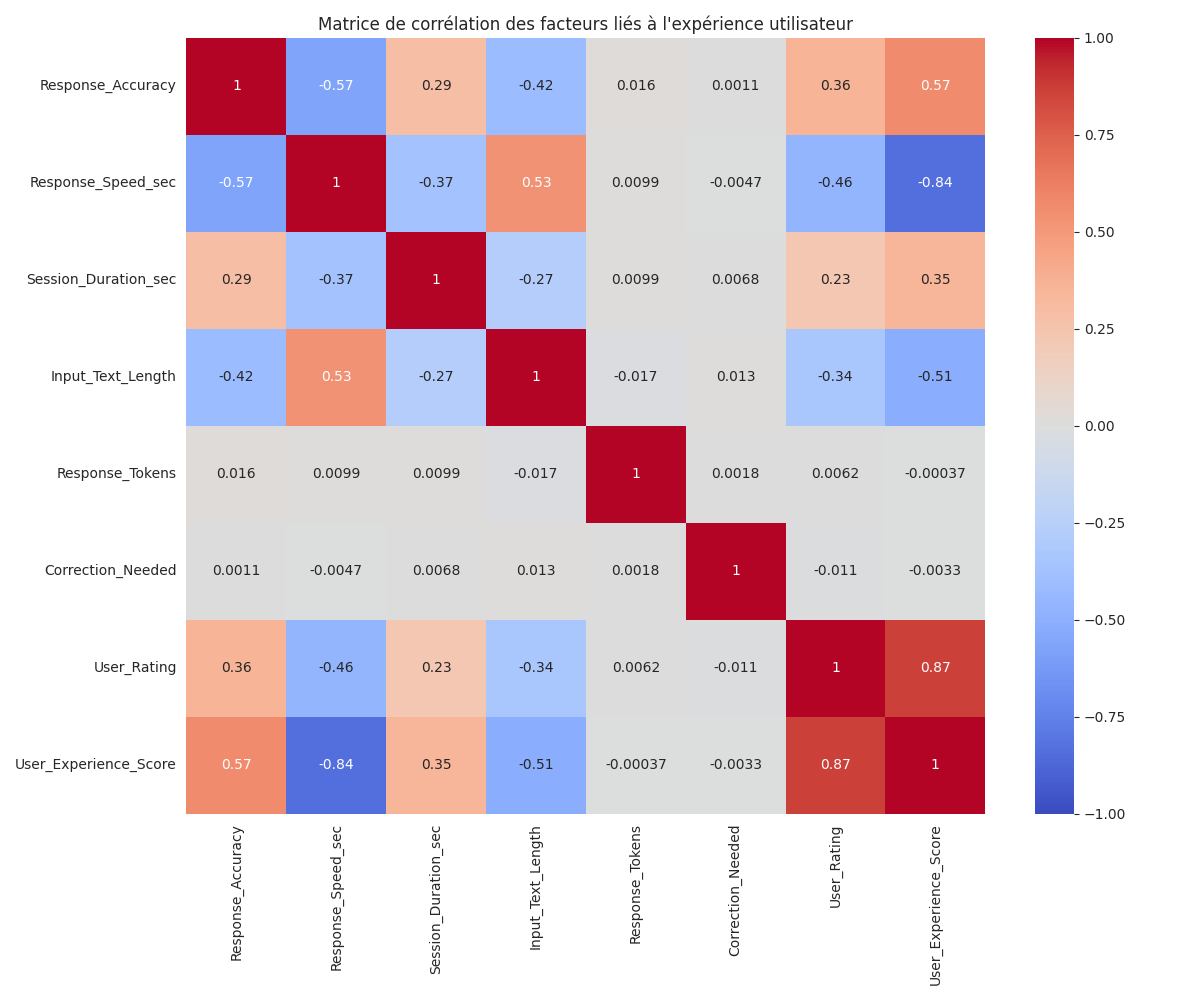 Matrice de corrélation des facteurs liés à l'expérience utilisateur
Response_Accuracy 1 -0.57 0.29 -0.42 0.016 0.0011 0.36 0.57
Response_Speed_sec -0.57 1 -0.37 0.53 0.0099 -0.0047 -0.46 -0.84
Session_Duration_sec 0.29 -0.37 1 -0.27 0.0099 0.0068 0.23 0.35
Input_Text_Length -0.42 0.53 -0.27 1 -0.017 0.013 -0.34 -0.51
Response_Tokens 0.016 0.0099 0.0099 -0.017 1 0.0018 0.0062 -0.00037
Correction_Needed 0.0011 -0.0047 0.0068 0.013 0.0018 1 -0.011 -0.0033
User_Rating 0.36 -0.46 0.23 -0.34 0.0062 -0.011 1 0.87
User_Experience_Score 0.57 -0.84 0.35 -0.51 -0.00037 -0.0033 0.87 1
Response_Accuracy
Response_Speed_sec
Session_Duration_sec
Input_Text_Length
Response_Tokens
Correction_Needed
User_Rating
User_Experience_Score
1.00
0.75
0.50
0.25
0.00
−0.25
−0.50
−0.75
−1.00